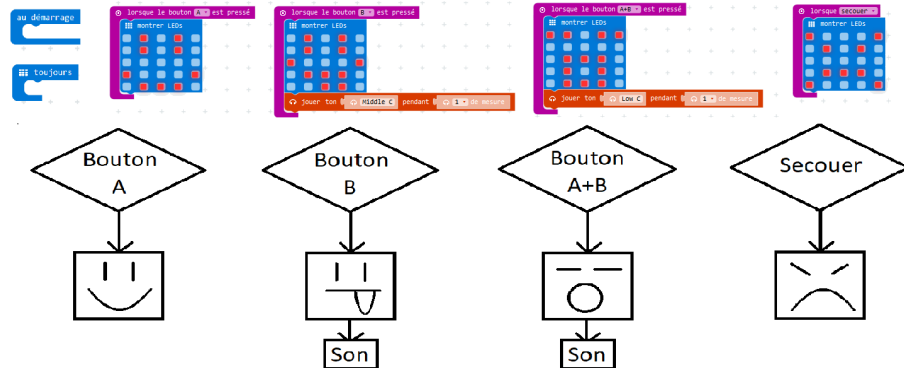 au démarrage
toujours
lorsque le bouton A est pressé
montrer LEDs
lorsque le bouton B est pressé
montrer LEDs
jouer ton Middle C pendant 1 de mesure
lorsque le bouton A+B est pressé
montrer LEDs
jouer ton Low C pendant 1 de mesure
lorsque secouer
montrer LEDs
Bouton
A
Bouton
B
Bouton
A+B
Secouer
Son
Son